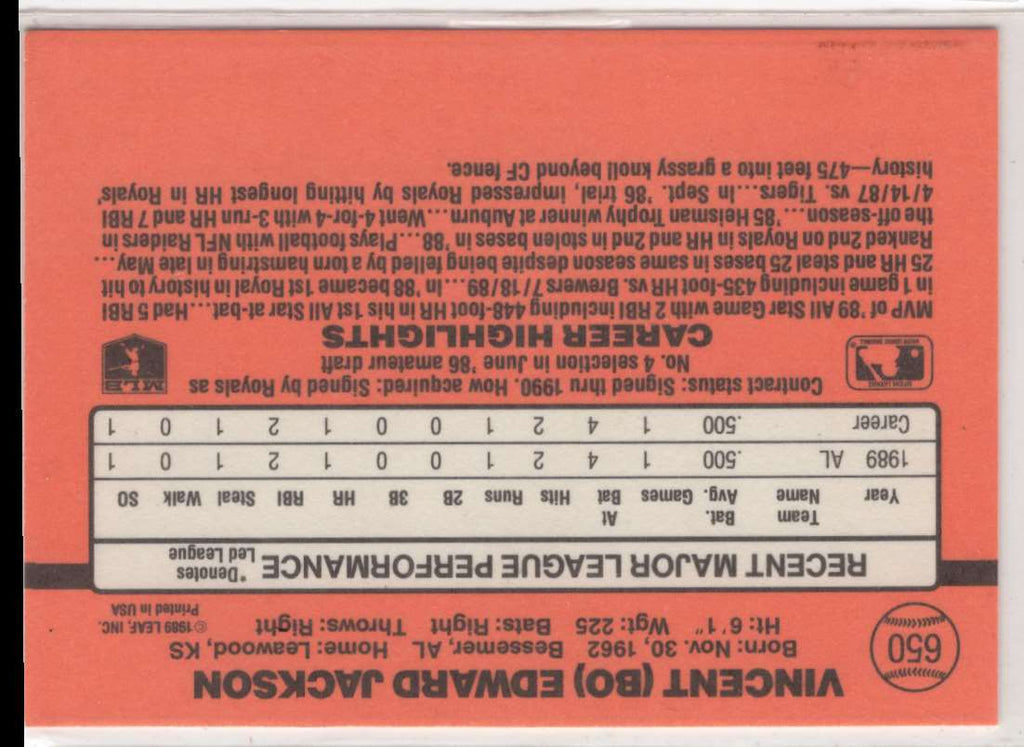 650
VINCENT (BO) EDWARD JACKSON
Born: Nov. 30, 1962 Bessemer, AL Home: Leawood, KS
Ht: 6'1" Wgt: 225 Bats: Right Throws: Right
© 1989 LEAF, INC.
Printed in USA
RECENT MAJOR LEAGUE PERFORMANCE *Denotes Led League
Year Team Name Bat. Avg. Games At Bat Hits Runs 2B 3B HR RBI Steal Walk SO
1989 AL .500 1 4 2 1 0 0 1 2 1 0 1
Career .500 1 4 2 1 0 0 1 2 1 0 1
Contract status: Signed thru 1990. How acquired: Signed by Royals as
No. 4 selection in June '86 amateur draft
MLB
CAREER HIGHLIGHTS
MVP of '89 All Star Game with 2 RBI including 448-foot HR in his 1st All Star at-bat...Had 5 RBI
in 1 game including 435-foot HR vs. Brewers 7/18/89...In '88 became 1st Royal in history to hit
25 HR and steal 25 bases in same season despite being felled by a torn hamstring in late May...
Ranked 2nd on Royals in HR and 2nd in stolen bases in '88...Plays football with NFL Raiders in
the off-season...'85 Heisman Trophy winner at Auburn...Went 4-for-4 with 3-run HR and 7 RBI
4/14/87 vs. Tigers...In Sept. '86 trial, impressed Royals by hitting longest HR in Royals'
history—475 feet into a grassy knoll beyond CF fence.